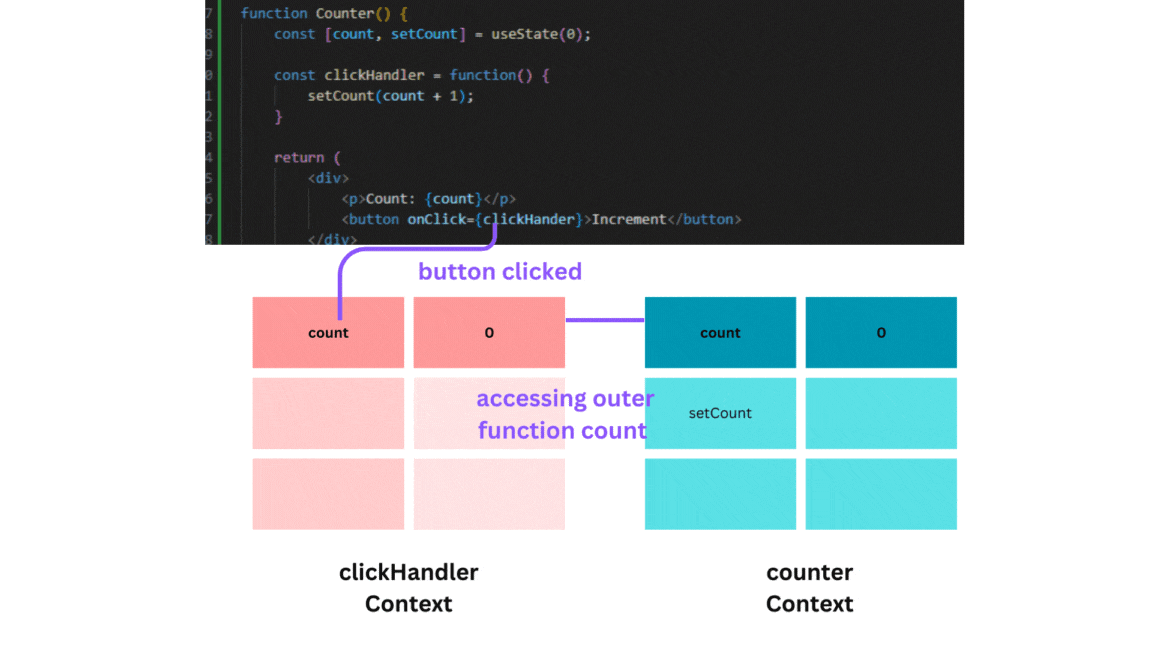 7 function Counter() {
8 const [count, setCount] = useState(0);
9
0 const clickHandler = function() {
1 setCount(count + 1);
2 }
3
4 return (
5 <div>
6 <p>Count: {count}</p>
7 <button onClick={clickHander}>Increment</button>
8 </div>
button clicked
count 0 count 0
accessing outer
setCount
function count
clickHandler counter
Context Context